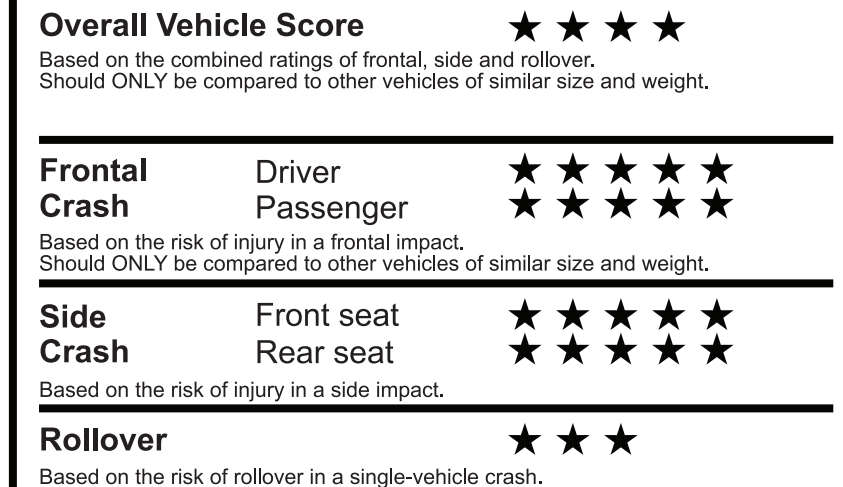 Overall Vehicle Score ★ ★ ★ ★
Based on the combined ratings of frontal, side and rollover.
Should ONLY be compared to other vehicles of similar size and weight.
Frontal Driver ★ ★ ★ ★ ★
Crash Passenger ★ ★ ★ ★ ★
Based on the risk of injury in a frontal impact.
Should ONLY be compared to other vehicles of similar size and weight.
Side Front seat ★ ★ ★ ★ ★
Crash Rear seat ★ ★ ★ ★ ★
Based on the risk of injury in a side impact.
Rollover ★ ★ ★
Based on the risk of rollover in a single-vehicle crash.